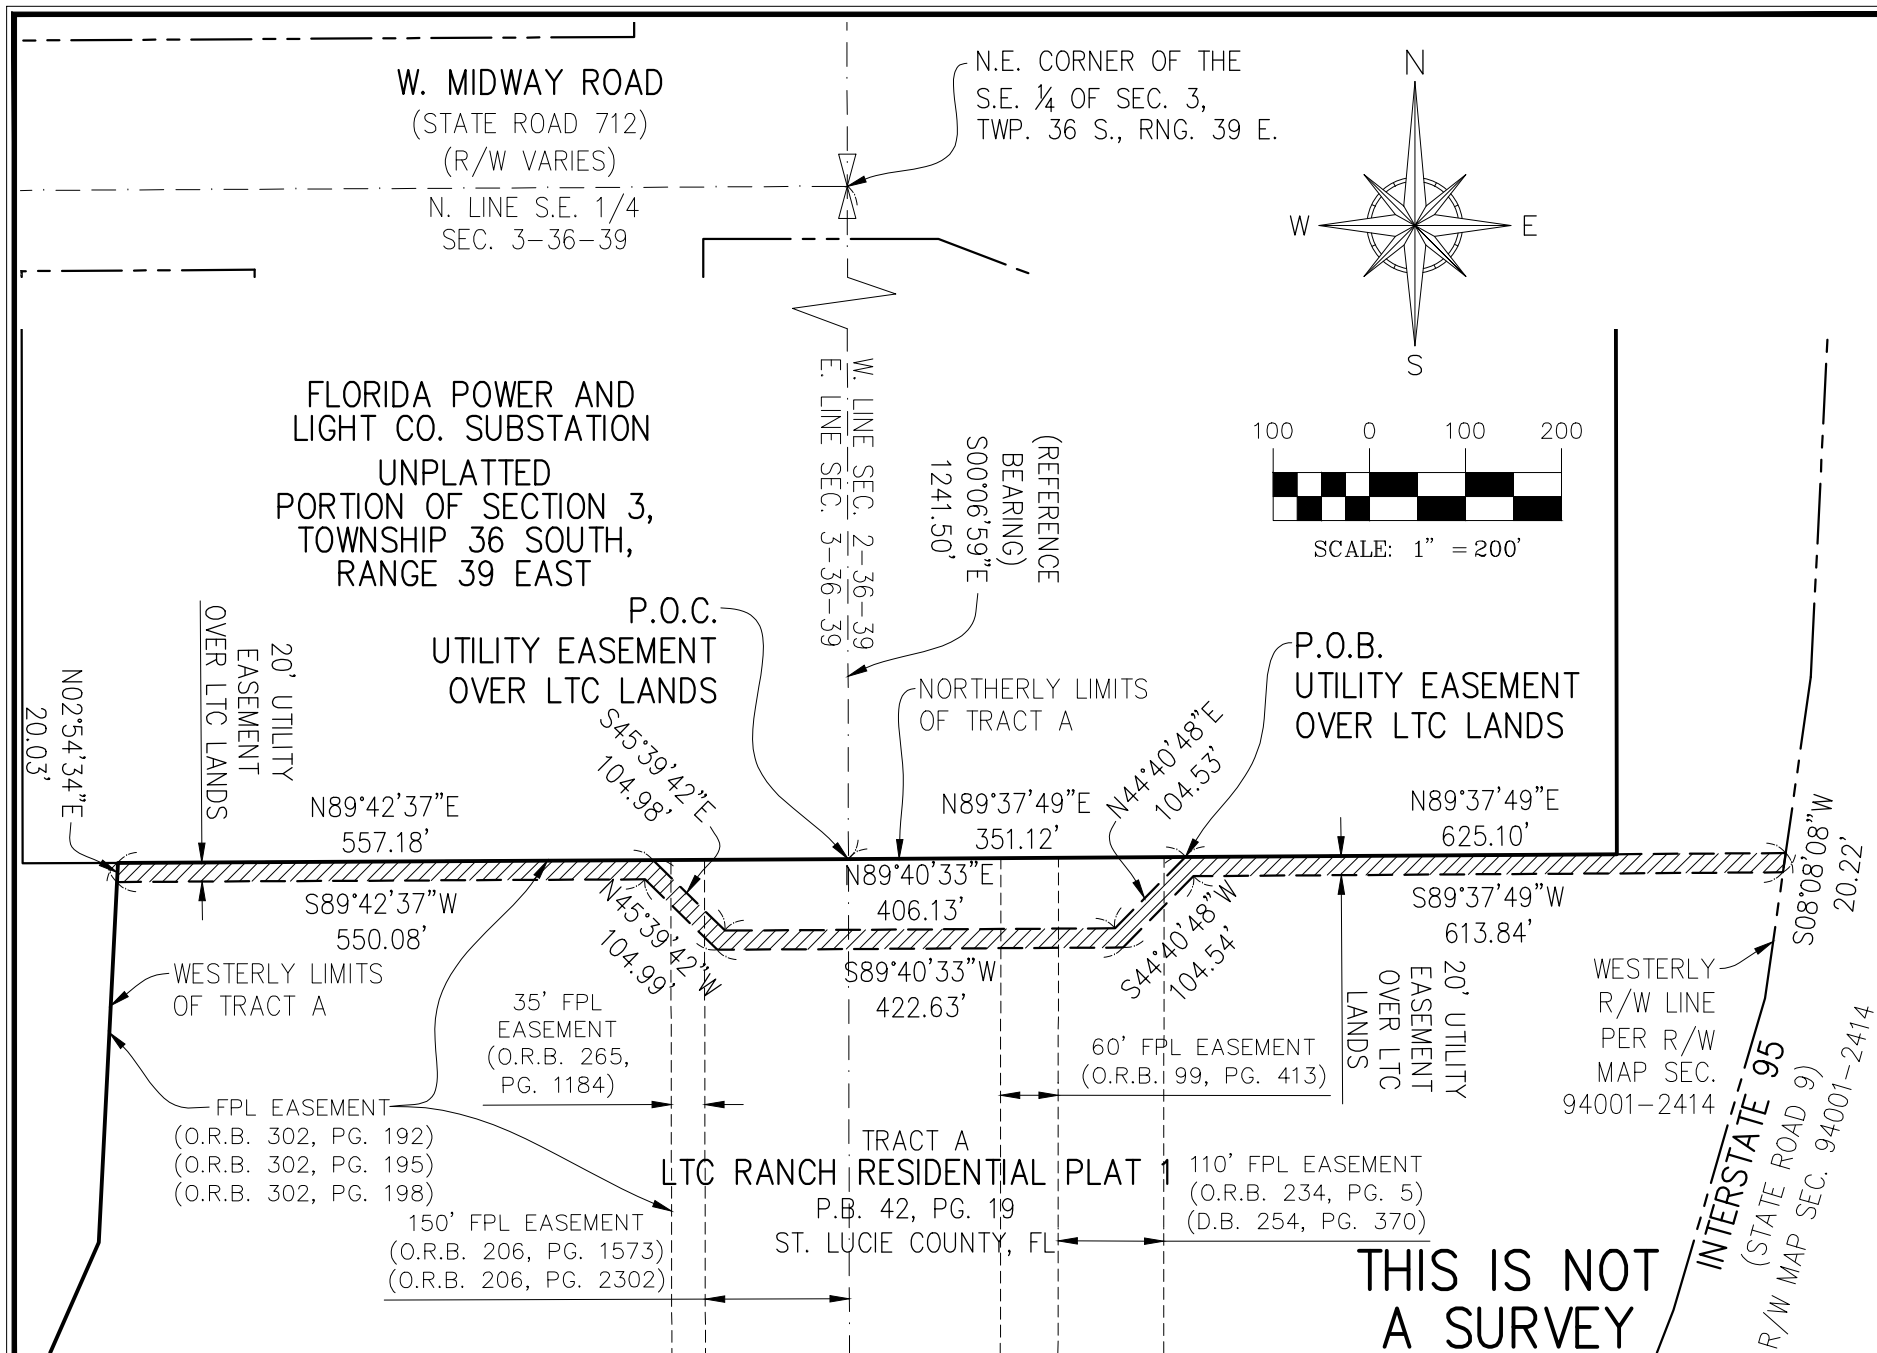 W. MIDWAY ROAD
(STATE ROAD 712)
(R/W VARIES)
N. LINE S.E. 1/4
SEC. 3-36-39
N.E. CORNER OF THE
S.E. ¼ OF SEC. 3,
TWP. 36 S., RNG. 39 E.
N
W
E
S
FLORIDA POWER AND
LIGHT CO. SUBSTATION
UNPLATTED
PORTION OF SECTION 3,
TOWNSHIP 36 SOUTH,
RANGE 39 EAST
W. LINE SEC. 2-36-39
E. LINE SEC. 3-36-39
(REFERENCE
BEARING)
S00°06'59"E
1241.50'
100 0 100 200
SCALE: 1" = 200'
P.O.C.
UTILITY EASEMENT
OVER LTC LANDS
P.O.B.
UTILITY EASEMENT
OVER LTC LANDS
NORTHERLY LIMITS
OF TRACT A
20' UTILITY
EASEMENT
OVER LTC LANDS
N02°54'34"E
20.03'
N89°42'37"E
557.18'
S45°39'42"E
104.98'
N89°37'49"E
351.12'
N44°40'48"E
104.53'
N89°37'49"E
625.10'
S08°08'08"W
20.22'
S89°42'37"W
550.08'
N45°39'42"W
104.99'
N89°40'33"E
406.13'
S89°40'33"W
422.63'
S44°40'48"W
104.54'
S89°37'49"W
613.84'
20' UTILITY
EASEMENT
OVER LTC
LANDS
WESTERLY LIMITS
OF TRACT A
WESTERLY
R/W LINE
PER R/W
MAP SEC.
94001-2414
35' FPL
EASEMENT
(O.R.B. 265,
PG. 1184)
60' FPL EASEMENT
(O.R.B. 99, PG. 413)
FPL EASEMENT
(O.R.B. 302, PG. 192)
(O.R.B. 302, PG. 195)
(O.R.B. 302, PG. 198)
TRACT A
LTC RANCH RESIDENTIAL PLAT 1
P.B. 42, PG. 19
ST. LUCIE COUNTY, FL
110' FPL EASEMENT
(O.R.B. 234, PG. 5)
(D.B. 254, PG. 370)
150' FPL EASEMENT
(O.R.B. 206, PG. 1573)
(O.R.B. 206, PG. 2302)
INTERSTATE 95
(STATE ROAD 9)
R/W MAP SEC. 94001-2414
THIS IS NOT
A SURVEY